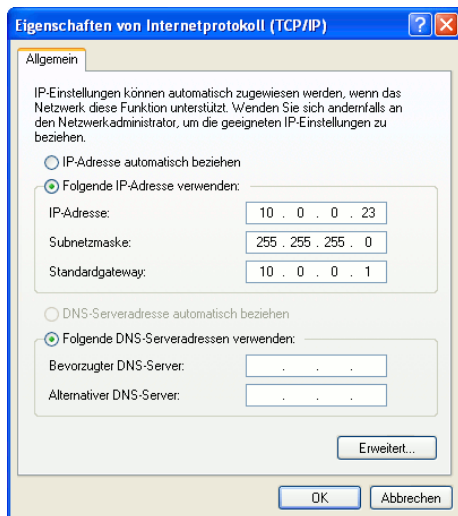 Eigenschaften von Internetprotokoll (TCP/IP)
Allgemein
IP-Einstellungen können automatisch zugewiesen werden, wenn das
Netzwerk diese Funktion unterstützt. Wenden Sie sich andernfalls an
den Netzwerkadministrator, um die geeigneten IP-Einstellungen zu
beziehen.
IP-Adresse automatisch beziehen
Folgende IP-Adresse verwenden:
IP-Adresse: 10 . 0 . 0 . 23
Subnetzmaske: 255 . 255 . 255 . 0
Standardgateway: 10 . 0 . 0 . 1
DNS-Serveradresse automatisch beziehen
Folgende DNS-Serveradressen verwenden:
Bevorzugter DNS-Server: . . .
Alternativer DNS-Server: . . .
Erweitert...
OK Abbrechen